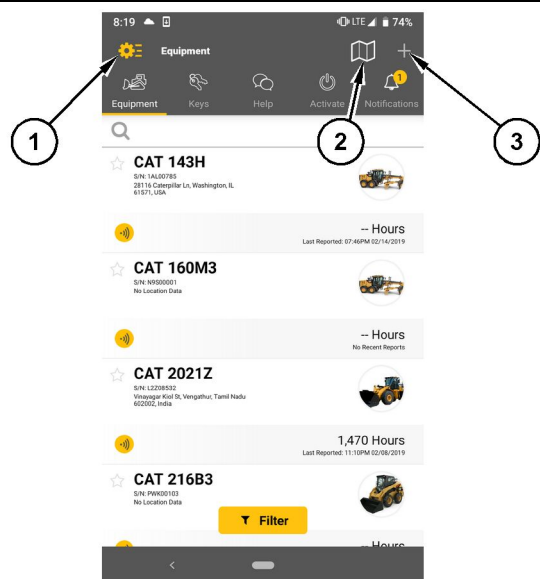 8:19 LTE 74%
Equipment
Equipment Keys Help Activate Notifications
1
1 2 3
CAT 143H
S/N: 1AL00785
28116 Caterpillar Ln, Washington, IL
61571, USA
-- Hours
Last Reported: 07:46PM 02/14/2019
CAT 160M3
S/N: N9S00001
No Location Data
-- Hours
No Recent Reports
CAT 2021Z
S/N: L2Z08532
Vinayagar Kiol St, Vengathur, Tamil Nadu
602002, India
1,470 Hours
Last Reported: 11:10PM 02/08/2019
CAT 216B3
S/N: PWK00103
No Location Data
Filter
-- Hours